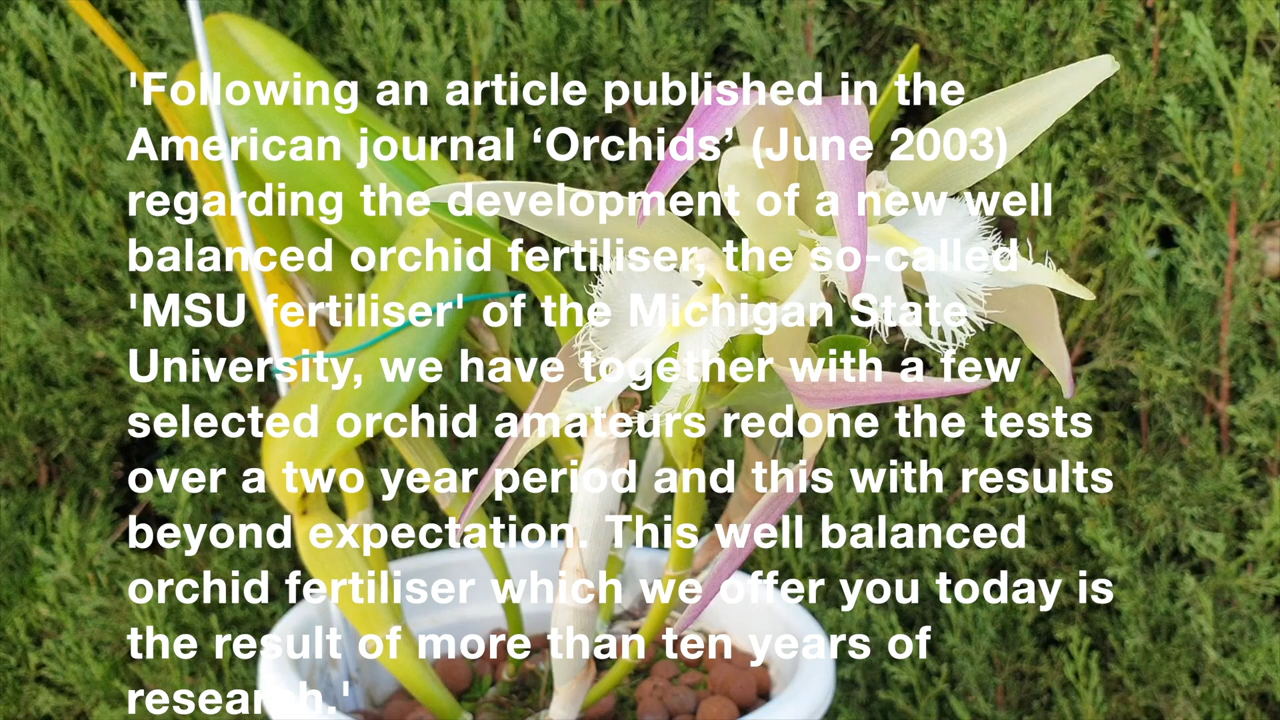 'Following an article published in the
American journal ‘Orchids’ (June 2003)
regarding the development of a new well
balanced orchid fertiliser, the so-called
'MSU fertiliser' of the Michigan State
University, we have together with a few
selected orchid amateurs redone the tests
over a two year period and this with results
beyond expectation. This well balanced
orchid fertiliser which we offer you today is
the result of more than ten years of
research.'